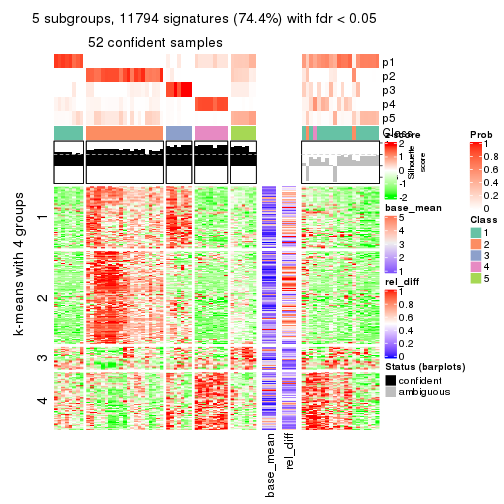 5 subgroups, 11794 signatures (74.4%) with fdr < 0.05
52 confident samples
p1
p2
p3
p4
p5
Class
z-score
2
1
0
-1
-2
Silhouette
score
Prob
1
0.8
0.6
0.4
0.2
0
Class
1
2
3
4
5
base_mean
5
4
3
2
1
rel_diff
1
0.8
0.6
0.4
0.2
0
Status (barplots)
confident
ambiguous
k-means with 4 groups
1
2
3
4
base_mean
rel_diff